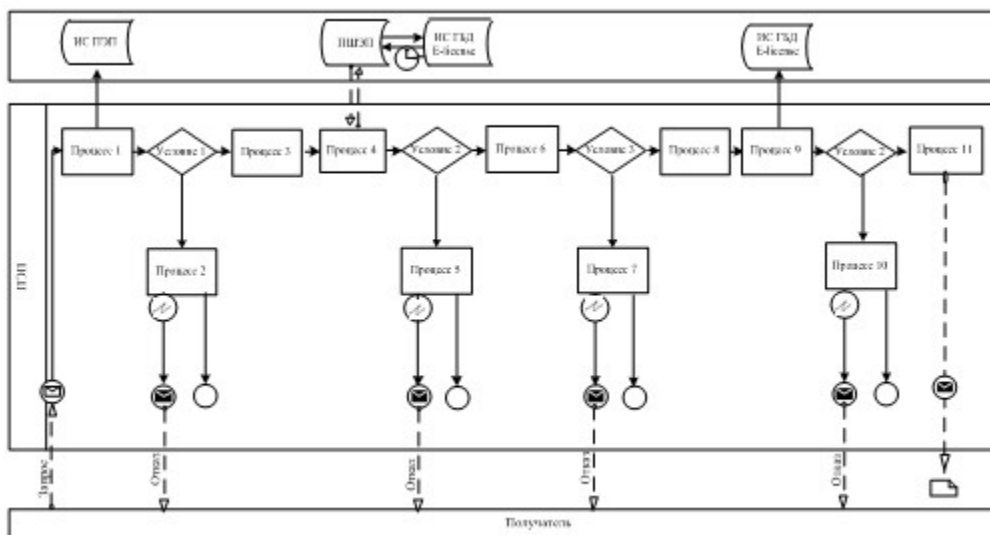 ИС ПЭП
ПШЭП
ИС ГБД
E-license
ИС ГБД
E-license
Процесс 1
Условие 1
Процесс 3
Процесс 4
Условие 2
Процесс 6
Условие 3
Процесс 8
Процесс 9
Условие 2
Процесс 11
Процесс 2
Процесс 5
Процесс 7
Процесс 10
Запрос
Отказ
Отказ
Отказ
Отказ
Получатель